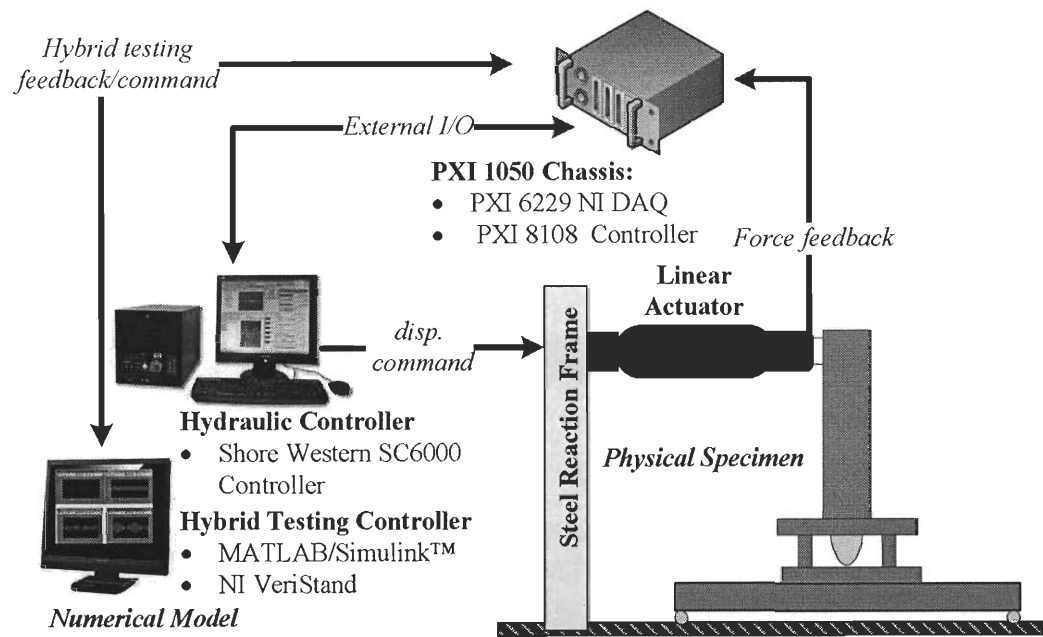 Hybrid testing
feedback/command
External I/O
PXI 1050 Chassis:
• PXI 6229 NI DAQ
• PXI 8108 Controller
Force feedback
Linear
Actuator
disp.
command
Steel Reaction Frame
Hydraulic Controller
• Shore Western SC6000
Controller
Physical Specimen
Hybrid Testing Controller
• MATLAB/Simulink™
• NI VeriStand
Numerical Model